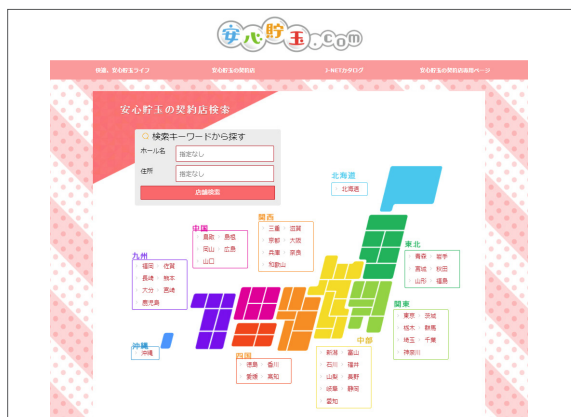 安心貯玉.com
快適、安心貯玉ライフ
安心貯玉の契約店
J-NETカタログ
安心貯玉の契約店専用ページ
安心貯玉の契約店検索
検索キーワードから探す
ホール名
指定なし
住所
指定なし
店舗検索
北海道
北海道
関西
三重 滋賀
京都 大阪
兵庫 奈良
和歌山
中国
鳥取 島根
岡山 広島
山口
東北
青森 岩手
宮城 秋田
山形 福島
九州
福岡 佐賀
長崎 熊本
大分 宮崎
鹿児島
関東
東京 茨城
栃木 群馬
埼玉 千葉
神奈川
沖縄
沖縄
四国
徳島 香川
愛媛 高知
中部
新潟 富山
石川 福井
山梨 長野
岐阜 静岡
愛知